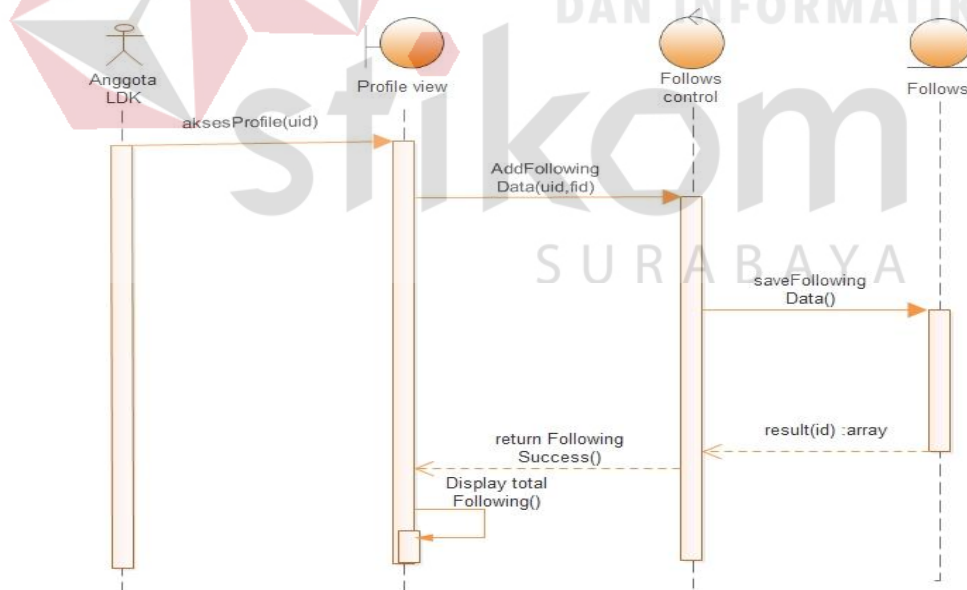 DAN INFORMATIK
Anggota
LDK
Profile view
Follows
control
Follows
aksesProfile(uid)
stikom
AddFollowing
Data(uid,fid)
SURABAYA
saveFollowing
Data()
result(id) :array
return Following
Success()
Display total
Following()